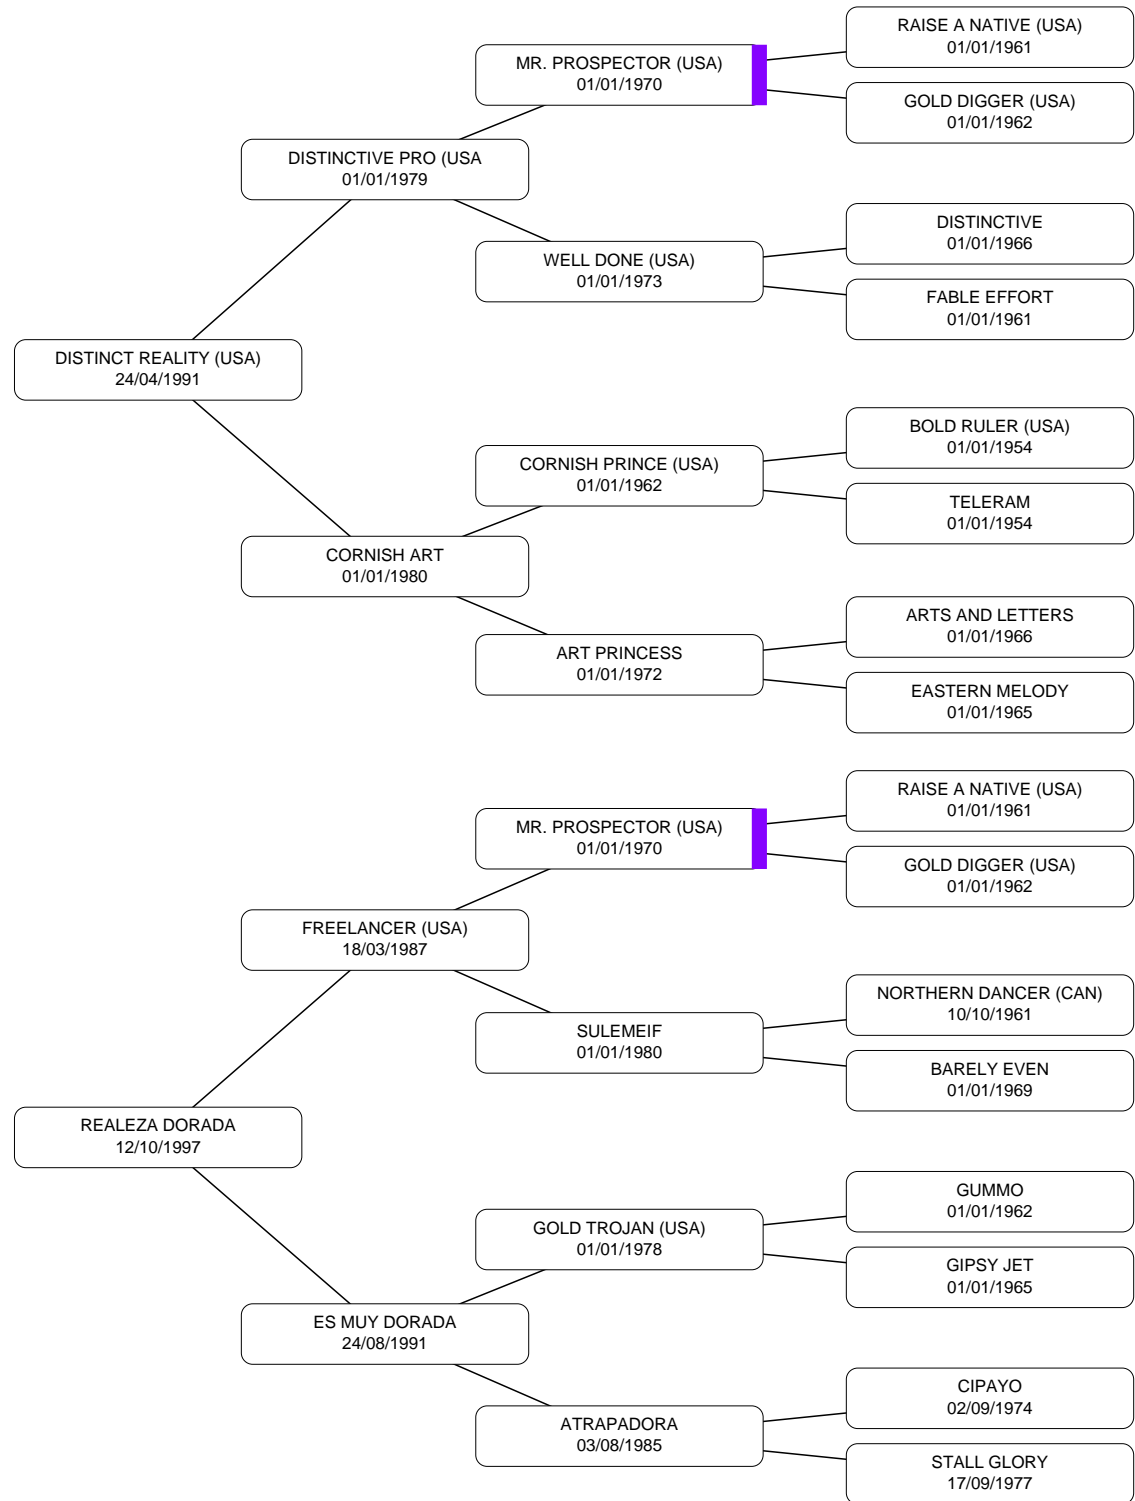 RAISE A NATIVE (USA)
01/01/1961
MR. PROSPECTOR (USA)
01/01/1970
GOLD DIGGER (USA)
01/01/1962
DISTINCTIVE PRO (USA
01/01/1979
DISTINCTIVE
01/01/1966
WELL DONE (USA)
01/01/1973
FABLE EFFORT
01/01/1961
DISTINCT REALITY (USA)
24/04/1991
BOLD RULER (USA)
01/01/1954
CORNISH PRINCE (USA)
01/01/1962
TELERAM
01/01/1954
CORNISH ART
01/01/1980
ARTS AND LETTERS
01/01/1966
ART PRINCESS
01/01/1972
EASTERN MELODY
01/01/1965
RAISE A NATIVE (USA)
01/01/1961
MR. PROSPECTOR (USA)
01/01/1970
GOLD DIGGER (USA)
01/01/1962
FREELANCER (USA)
18/03/1987
NORTHERN DANCER (CAN)
10/10/1961
SULEMEIF
01/01/1980
BARELY EVEN
01/01/1969
REALEZA DORADA
12/10/1997
GUMMO
01/01/1962
GOLD TROJAN (USA)
01/01/1978
GIPSY JET
01/01/1965
ES MUY DORADA
24/08/1991
CIPAYO
02/09/1974
ATRAPADORA
03/08/1985
STALL GLORY
17/09/1977